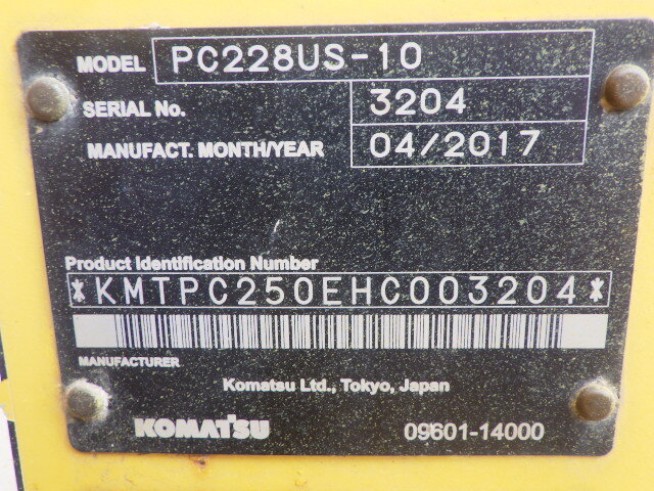 MODEL PC228US-10
SERIAL No. 3204
MANUFACT. MONTH/YEAR 04/2017
Product Identification Number
*KMTPC250EHC003204*
MANUFACTURER
Komatsu Ltd., Tokyo, Japan
KOMATSU 09601-14000